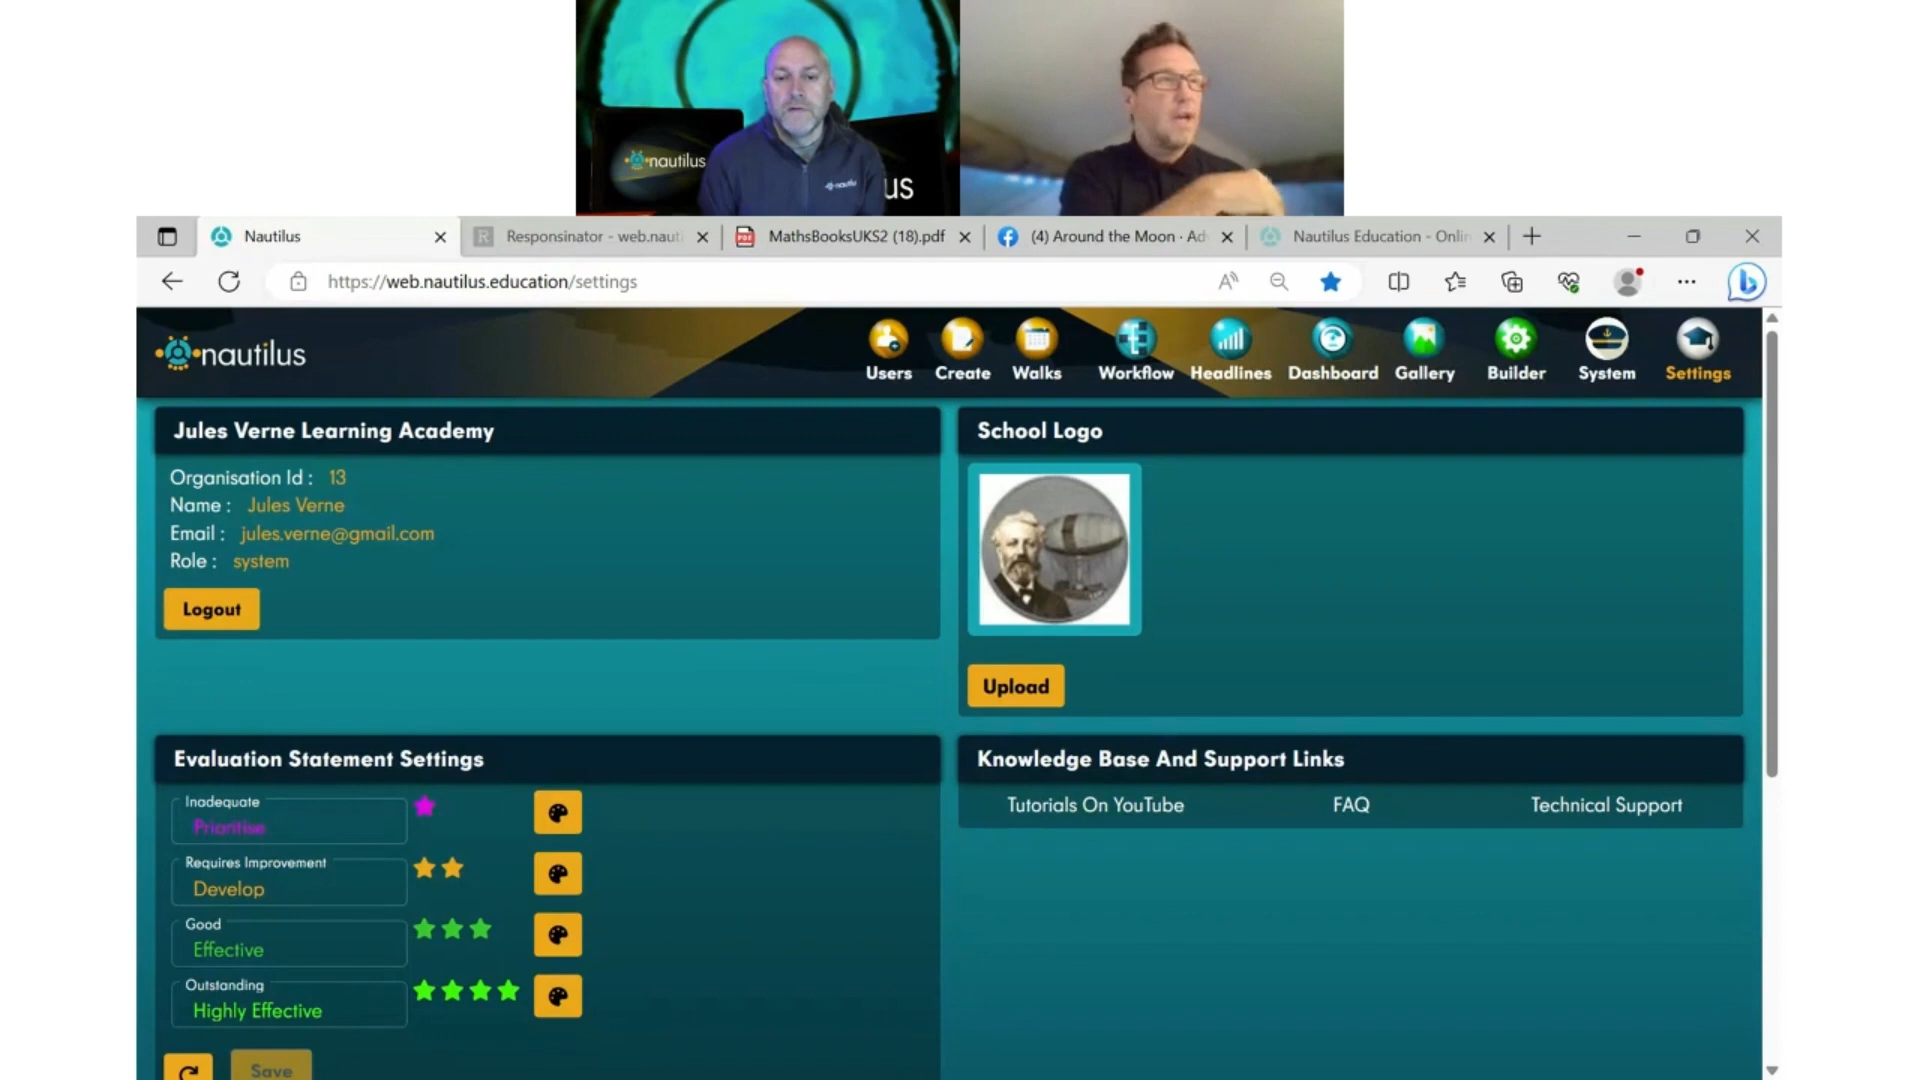 nautilus
nautilus
us
Nautilus
Responsinator - web.nauti
MathsBooksUKS2 (18).pdf
(4) Around the Moon · Ad
Nautilus Education - Onlin
https://web.nautilus.education/settings
nautilus
Users
Create
Walks
Workflow
Headlines
Dashboard
Gallery
Builder
System
Settings
Jules Verne Learning Academy
Organisation Id : 13
Name : Jules Verne
Email : jules.verne@gmail.com
Role : system
Logout
School Logo
Upload
Evaluation Statement Settings
Inadequate
Prioritise
Requires Improvement
Develop
Good
Effective
Outstanding
Highly Effective
Save
Knowledge Base And Support Links
Tutorials On YouTube
FAQ
Technical Support